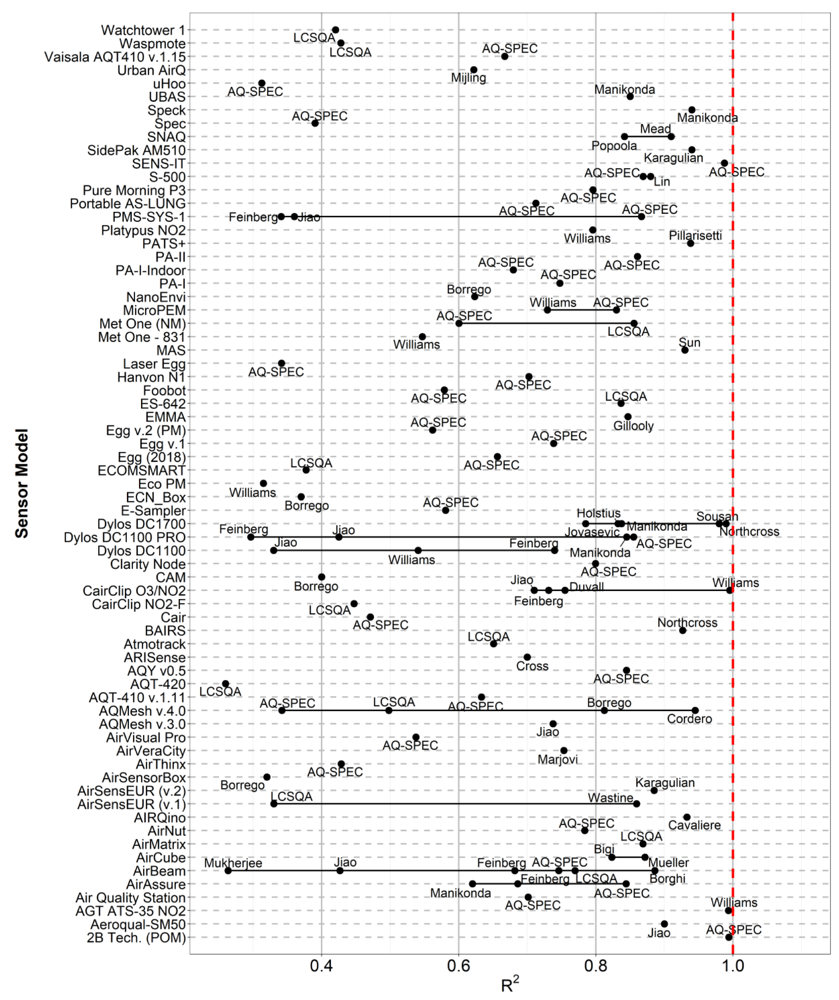 Watchtower 1
LCSQA
Waspmote
LCSQA
AQ-SPEC
Vaisala AQT410 v.1.15
Urban AirQ
Mijling
uHoo
AQ-SPEC
Manikonda
UBAS
Speck
Manikonda
AQ-SPEC
Spec
Mead
SNAQ
Popoola
SidePak AM510
Karagulian
SENS-IT
AQ-SPEC
AQ-SPEC
S-500
Lin
Pure Morning P3
AQ-SPEC
Portable AS-LUNG
AQ-SPEC
AQ-SPEC
PMS-SYS-1
Feinberg
Jiao
Platypus NO2
Williams
Pillarisetti
PATS+
PA-II
AQ-SPEC
AQ-SPEC
PA-I-Indoor
AQ-SPEC
PA-I
Borrego
NanoEnvi
Williams
AQ-SPEC
MicroPEM
AQ-SPEC
Met One (NM)
LCSQA
Met One - 831
Williams
Sun
MAS
Laser Egg
AQ-SPEC
Hanvon N1
AQ-SPEC
Foobot
AQ-SPEC
LCSQA
ES-642
EMMA
Gillooly
AQ-SPEC
Egg v.2 (PM)
AQ-SPEC
Egg v.1
Egg (2018)
AQ-SPEC
LCSQA
ECOMSMART
Eco PM
Williams
ECN_Box
Borrego
AQ-SPEC
E-Sampler
Holstius
Sousan
Dylos DC1700
Jovasevic
Manikonda
Northcross
Feinberg
Jiao
Dylos DC1100 PRO
Manikonda
AQ-SPEC
Jiao
Feinberg
Dylos DC1100
Williams
Clarity Node
AQ-SPEC
CAM
Borrego
Jiao
Williams
CairClip O3/NO2
Feinberg
Duvall
CairClip NO2-F
LCSQA
Cair
AQ-SPEC
Northcross
BAIRS
LCSQA
Atmotrack
ARISense
Cross
AQY v0.5
AQ-SPEC
AQT-420
LCSQA
AQT-410 v.1.11
AQ-SPEC
AQ-SPEC
LCSQA
Borrego
AQMesh v.4.0
Cordero
AQMesh v.3.0
Jiao
AirVisual Pro
AQ-SPEC
AirVeraCity
Marjovi
AirThinx
AQ-SPEC
AirSensorBox
Borrego
Karagulian
AirSensEUR (v.2)
LCSQA
Wastine
AirSensEUR (v.1)
AIRQino
Cavaliere
AQ-SPEC
AirNut
LCSQA
AirMatrix
Bigi
AirCube
Mueller
Mukherjee
Jiao
Feinberg
AQ-SPEC
AirBeam
LCSQA
Borghi
Feinberg
AirAssure
Manikonda
AQ-SPEC
Air Quality Station
AQ-SPEC
Williams
AGT ATS-35 NO2
Aeroqual-SM50
Jiao
AQ-SPEC
2B Tech. (POM)
Sensor Model
0.4 0.6 0.8 1.0
R²